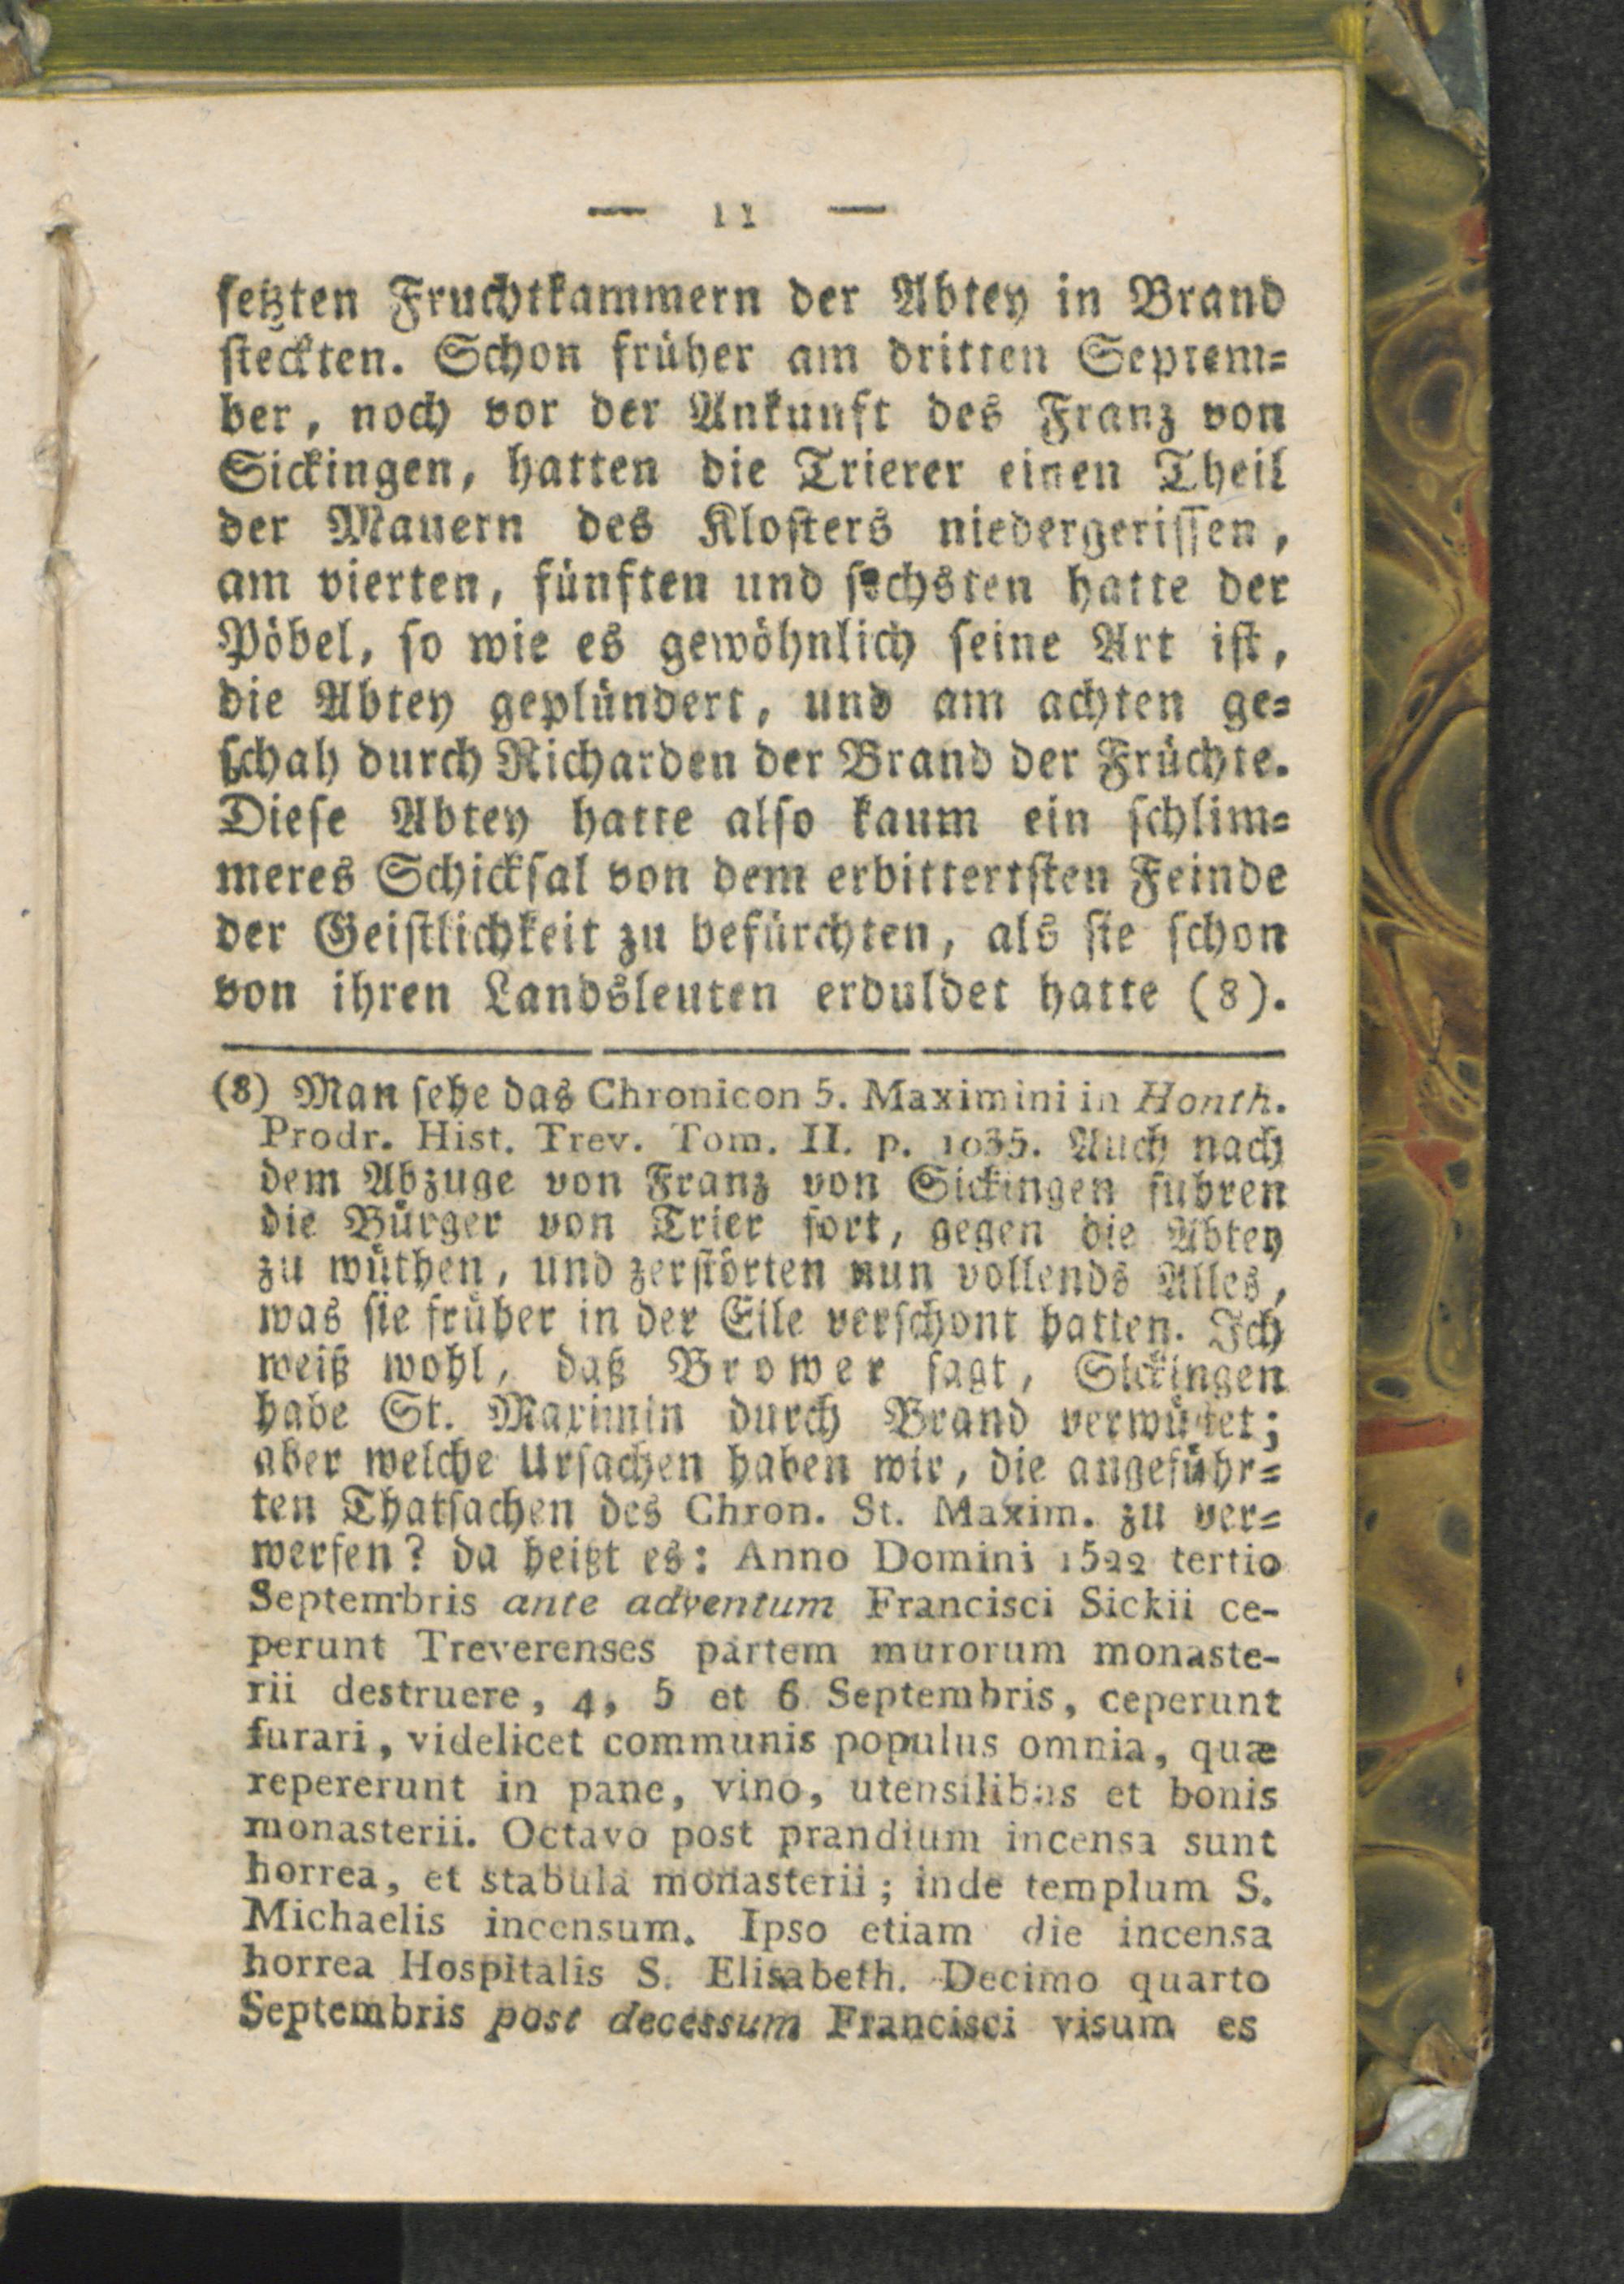 — 11 —
setzten Fruchtkammern der Abtey in Brand
steckten. Schon früher am dritten Septem-
ber, noch vor der Ankunft des Franz von
Sickingen, hatten die Trierer einen Theil
der Mauern des Klosters niedergerissen,
am vierten, fünften und sechsten hatte der
Pöbel, so wie es gewöhnlich seine Art ist,
die Abtey geplündert, und am achten ge-
schah durch Richarden der Brand der Früchte.
Diese Abtey hatte also kaum ein schlim-
meres Schicksal von dem erbittertsten Feinde
der Geistlichkeit zu befürchten, als sie schon
von ihren Landsleuten erduldet hatte (8).
(8) Man sehe das Chronicon S. Maximini in Honth.
Prodr. Hist. Trev. Tom. II. p. 1035. Auch nach
dem Abzuge von Franz von Sickingen fuhren
die Bürger von Trier fort, gegen die Abtey
zu wüthen, und zerstörten nun vollends Alles,
was sie früher in der Eile verschont hatten. Ich
weiß wohl, daß Brower sagt, Sickingen
habe St. Maximin durch Brand verwüstet;
aber welche Ursachen haben wir, die angeführ-
ten Thatsachen des Chron. St. Maxim. zu ver-
werfen? da heißt es: Anno Domini 1522 tertio
Septembris ante adventum Francisci Sickii ce-
perunt Treverenses partem murorum monaste-
rii destruere, 4, 5 et 6 Septembris, ceperunt
furari, videlicet communis populus omnia, quæ
repererunt in pane, vino, utensilibus et bonis
monasterii. Octavo post prandium incensa sunt
horrea, et stabula monasterii; inde templum S.
Michaelis incensum. Ipso etiam die incensa
horrea Hospitalis S. Elisabeth. Decimo quarto
Septembris post decessum Francisci visum es